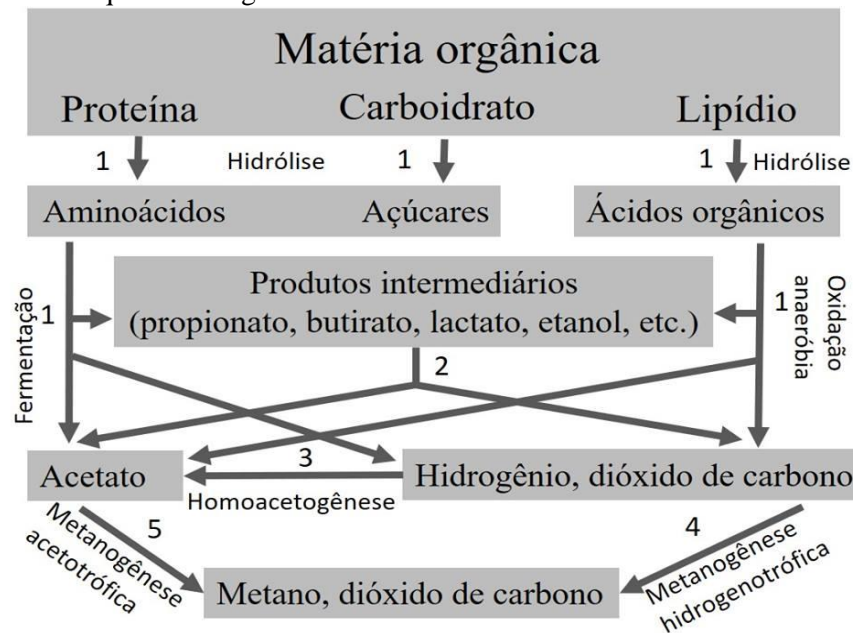 Matéria orgânica
Proteína Carboidrato Lipídio
1 Hidrólise 1 1 Hidrólise
Aminoácidos Açúcares Ácidos orgânicos
Fermentação
1
Produtos intermediários
(propionato, butirato, lactato, etanol, etc.)
1
Oxidação
anaeróbia
2
Acetato
3
Homoacetogênese
Hidrogênio, dióxido de carbono
Metanogênese
acetotrófica
5
4
Metanogênese
hidrogenotrófica
Metano, dióxido de carbono